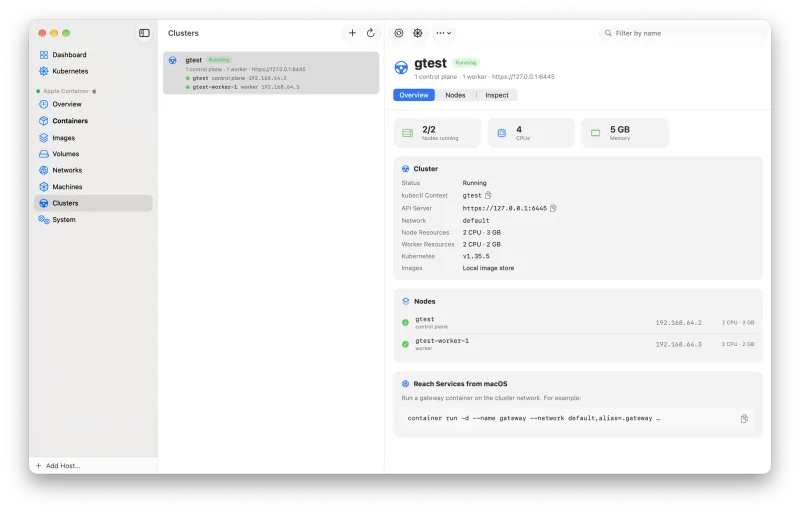 Dashboard
Kubernetes
Apple Container
Overview
Containers
Images
Volumes
Networks
Machines
Clusters
System
Add Host...
Clusters
gtest Running
1 control plane · 1 worker · https://127.0.0.1:6445
gtest control plane 192.168.64.2
gtest-worker-1 worker 192.168.64.3
Filter by name
gtest Running
1 control plane · 1 worker · https://127.0.0.1:6445
Overview Nodes Inspect
2/2
Nodes running
4
CPUs
5 GB
Memory
Cluster
Status Running
kubectl Context gtest
API Server https://127.0.0.1:6445
Network default
Node Resources 2 CPU · 3 GB
Worker Resources 2 CPU · 2 GB
Kubernetes v1.35.5
Images Local image store
Nodes
gtest
control plane
192.168.64.2 2 CPU · 3 GB
gtest-worker-1
worker
192.168.64.3 2 CPU · 2 GB
Reach Services from macOS
Run a gateway container on the cluster network. For example:
container run -d --name gateway --network default,alias=.gateway …